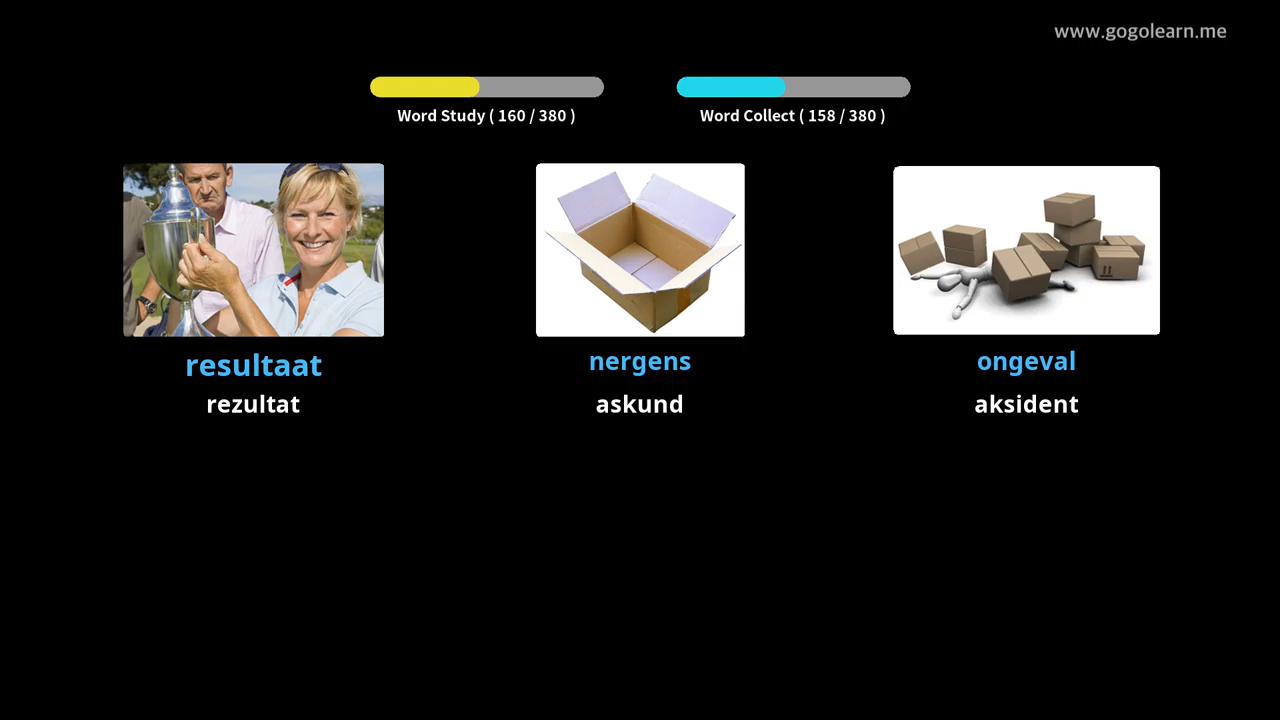 www.gogolearn.me
Word Study ( 160 / 380 )
Word Collect ( 158 / 380 )
resultaat
rezultat
nergens
askund
ongeval
aksident